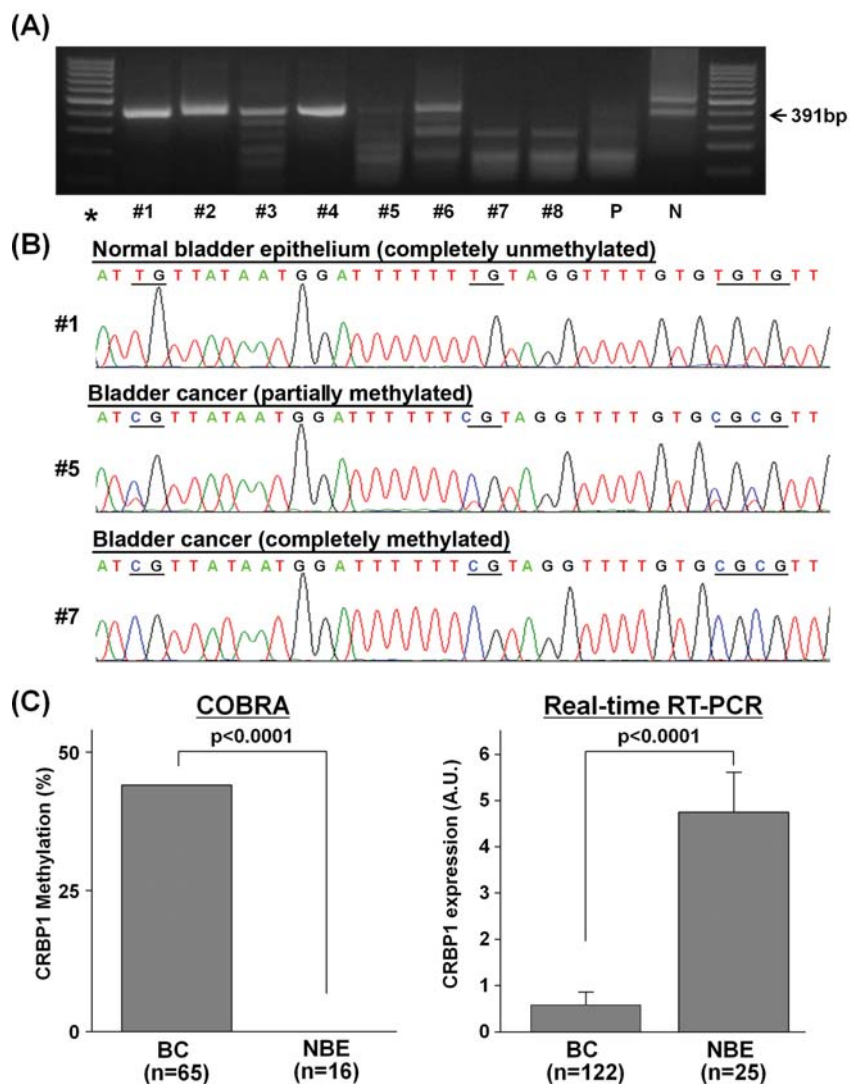 (A)
←391bp
* #1 #2 #3 #4 #5 #6 #7 #8 P N
(B)
Normal bladder epithelium (completely unmethylated)
A T T G T T A T A A T G G A T T T T T T T G T A G G T T T T G T G T G T G T T
#1
Bladder cancer (partially methylated)
A T C G T T A T A A T G G A T T T T T T C G T A G G T T T T G T G C G C G T T
#5
Bladder cancer (completely methylated)
A T C G T T A T A A T G G A T T T T T T C G T A G G T T T T G T G C G C G T T
#7
(C)
COBRA
p<0.0001
CRBP1 Methylation (%)
50
25
0
BC
(n=65)
NBE
(n=16)
Real-time RT-PCR
p<0.0001
CRBP1 expression (A.U.)
6
5
4
3
2
1
0
BC
(n=122)
NBE
(n=25)